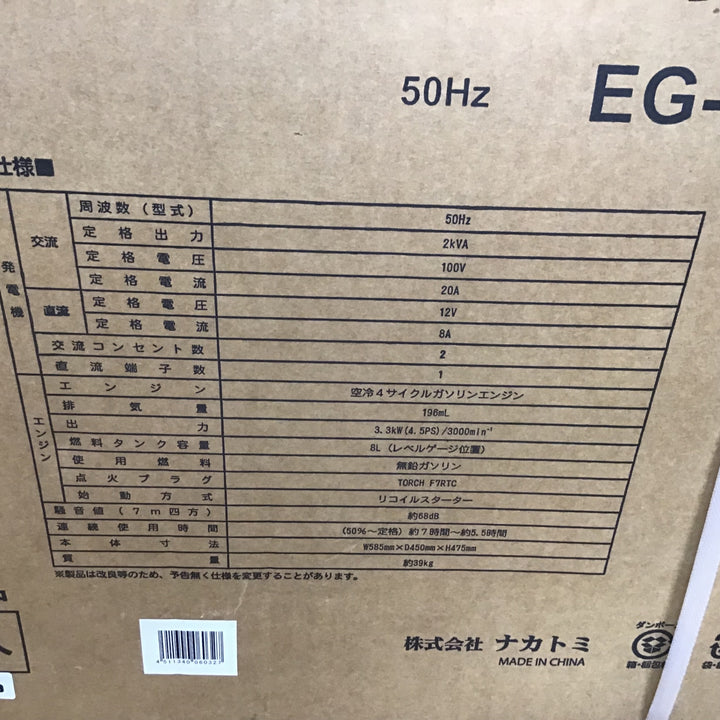 50Hz EG-
仕様■
発電機 交流 周波数(型式) 50Hz
定格出力 2kVA
定格電圧 100V
定格電流 20A
直流 定格電圧 12V
定格電流 8A
交流コンセント数 2
直流端子数 1
エンジン エンジン 空冷4サイクルガソリンエンジン
排気量 196mL
出力 3.3kW(4.5PS)/3000min⁻¹
燃料タンク容量 8L(レベルゲージ位置)
使用燃料 無鉛ガソリン
点火プラグ TORCH F7RTC
始動方式 リコイルスターター
騒音値(7m四方) 約68dB
連続使用時間 (50%～定格)約7時間～約5.5時間
本体寸法 W585mm×D450mm×H475mm
質量 約39kg
※製品は改良等のため、予告無く仕様を変更することがあります。
4511340060327
株式会社 ナカトミ
MADE IN CHINA
ダンボー